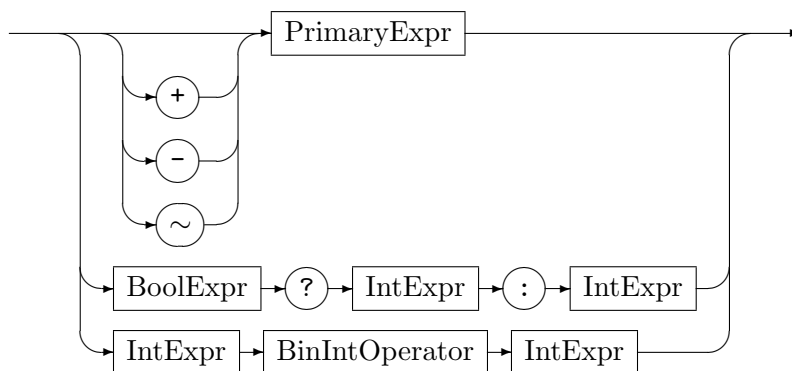 PrimaryExpr
+
-
~
BoolExpr ? IntExpr : IntExpr
IntExpr BinIntOperator IntExpr